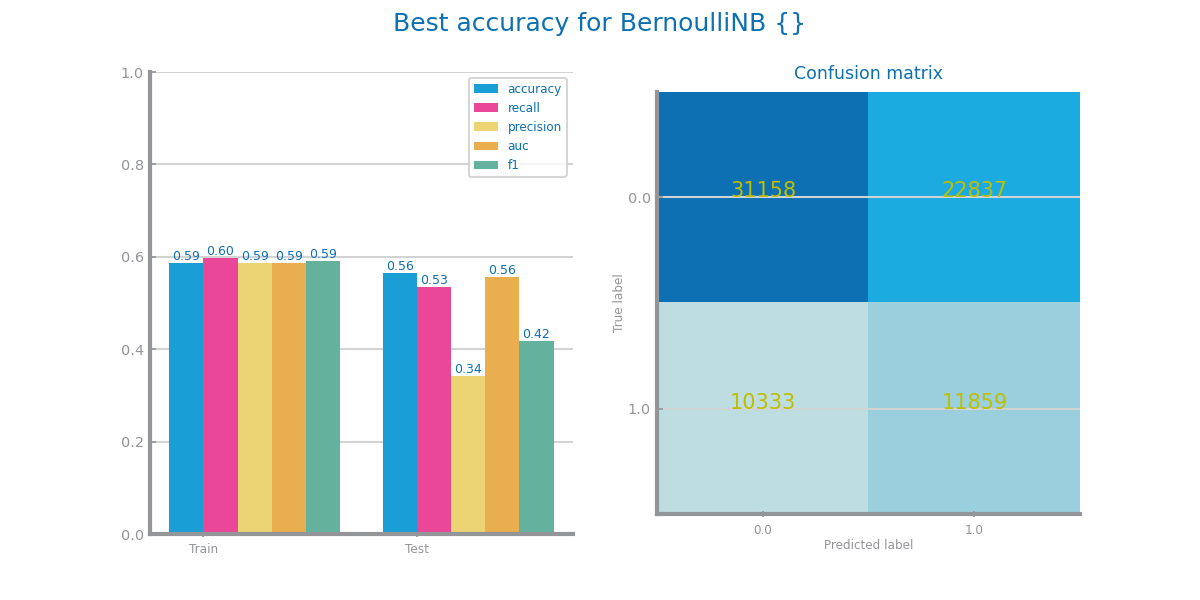 Best accuracy for BernoulliNB {}
1.0
0.8
0.6
0.4
0.2
0.0
accuracy
recall
precision
auc
f1
0.59
0.60
0.59
0.59
0.59
0.56
0.53
0.34
0.56
0.42
Train
Test
Confusion matrix
True label
0.0
1.0
31158
22837
10333
11859
0.0
1.0
Predicted label